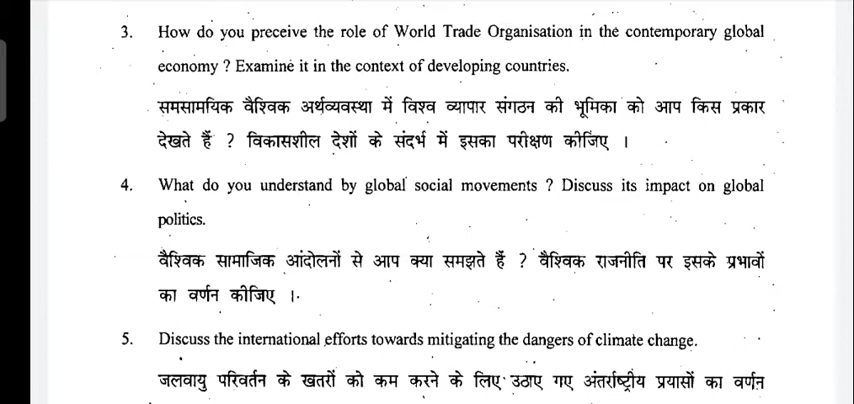 3. How do you preceive the role of World Trade Organisation in the contemporary global
economy ? Examine it in the context of developing countries.
समसामयिक वैश्विक अर्थव्यवस्था में विश्व व्यापार संगठन की भूमिका को आप किस प्रकार
देखते हैं ? विकासशील देशों के संदर्भ में इसका परीक्षण कीजिए ।
4. What do you understand by global social movements ? Discuss its impact on global
politics.
वैश्विक सामाजिक आंदोलनों से आप क्या समझते हैं ? वैश्विक राजनीति पर इसके प्रभावों
का वर्णन कीजिए ।
5. Discuss the international efforts towards mitigating the dangers of climate change.
जलवायु परिवर्तन के खतरों को कम करने के लिए उठाए गए अंतर्राष्ट्रीय प्रयासों का वर्णन